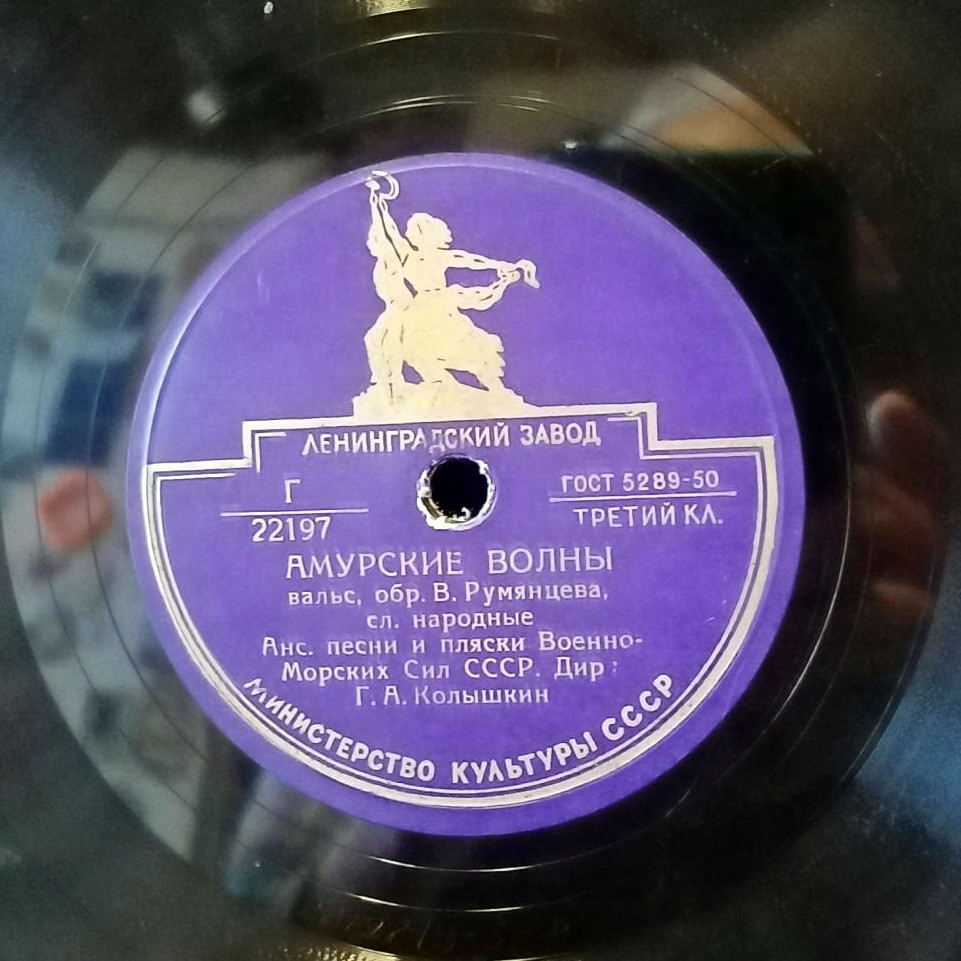 ЛЕНИНГРАДСКИЙ ЗАВОД
Г
22197
ГОСТ 5289-50
ТРЕТИЙ КЛ.
АМУРСКИЕ ВОЛНЫ
вальс, обр. В. Румянцева,
сл. народные
Анс. песни и пляски Военно-
Морских Сил СССР. Дир:
Г. А. Колышкин
МИНИСТЕРСТВО КУЛЬТУРЫ СССР